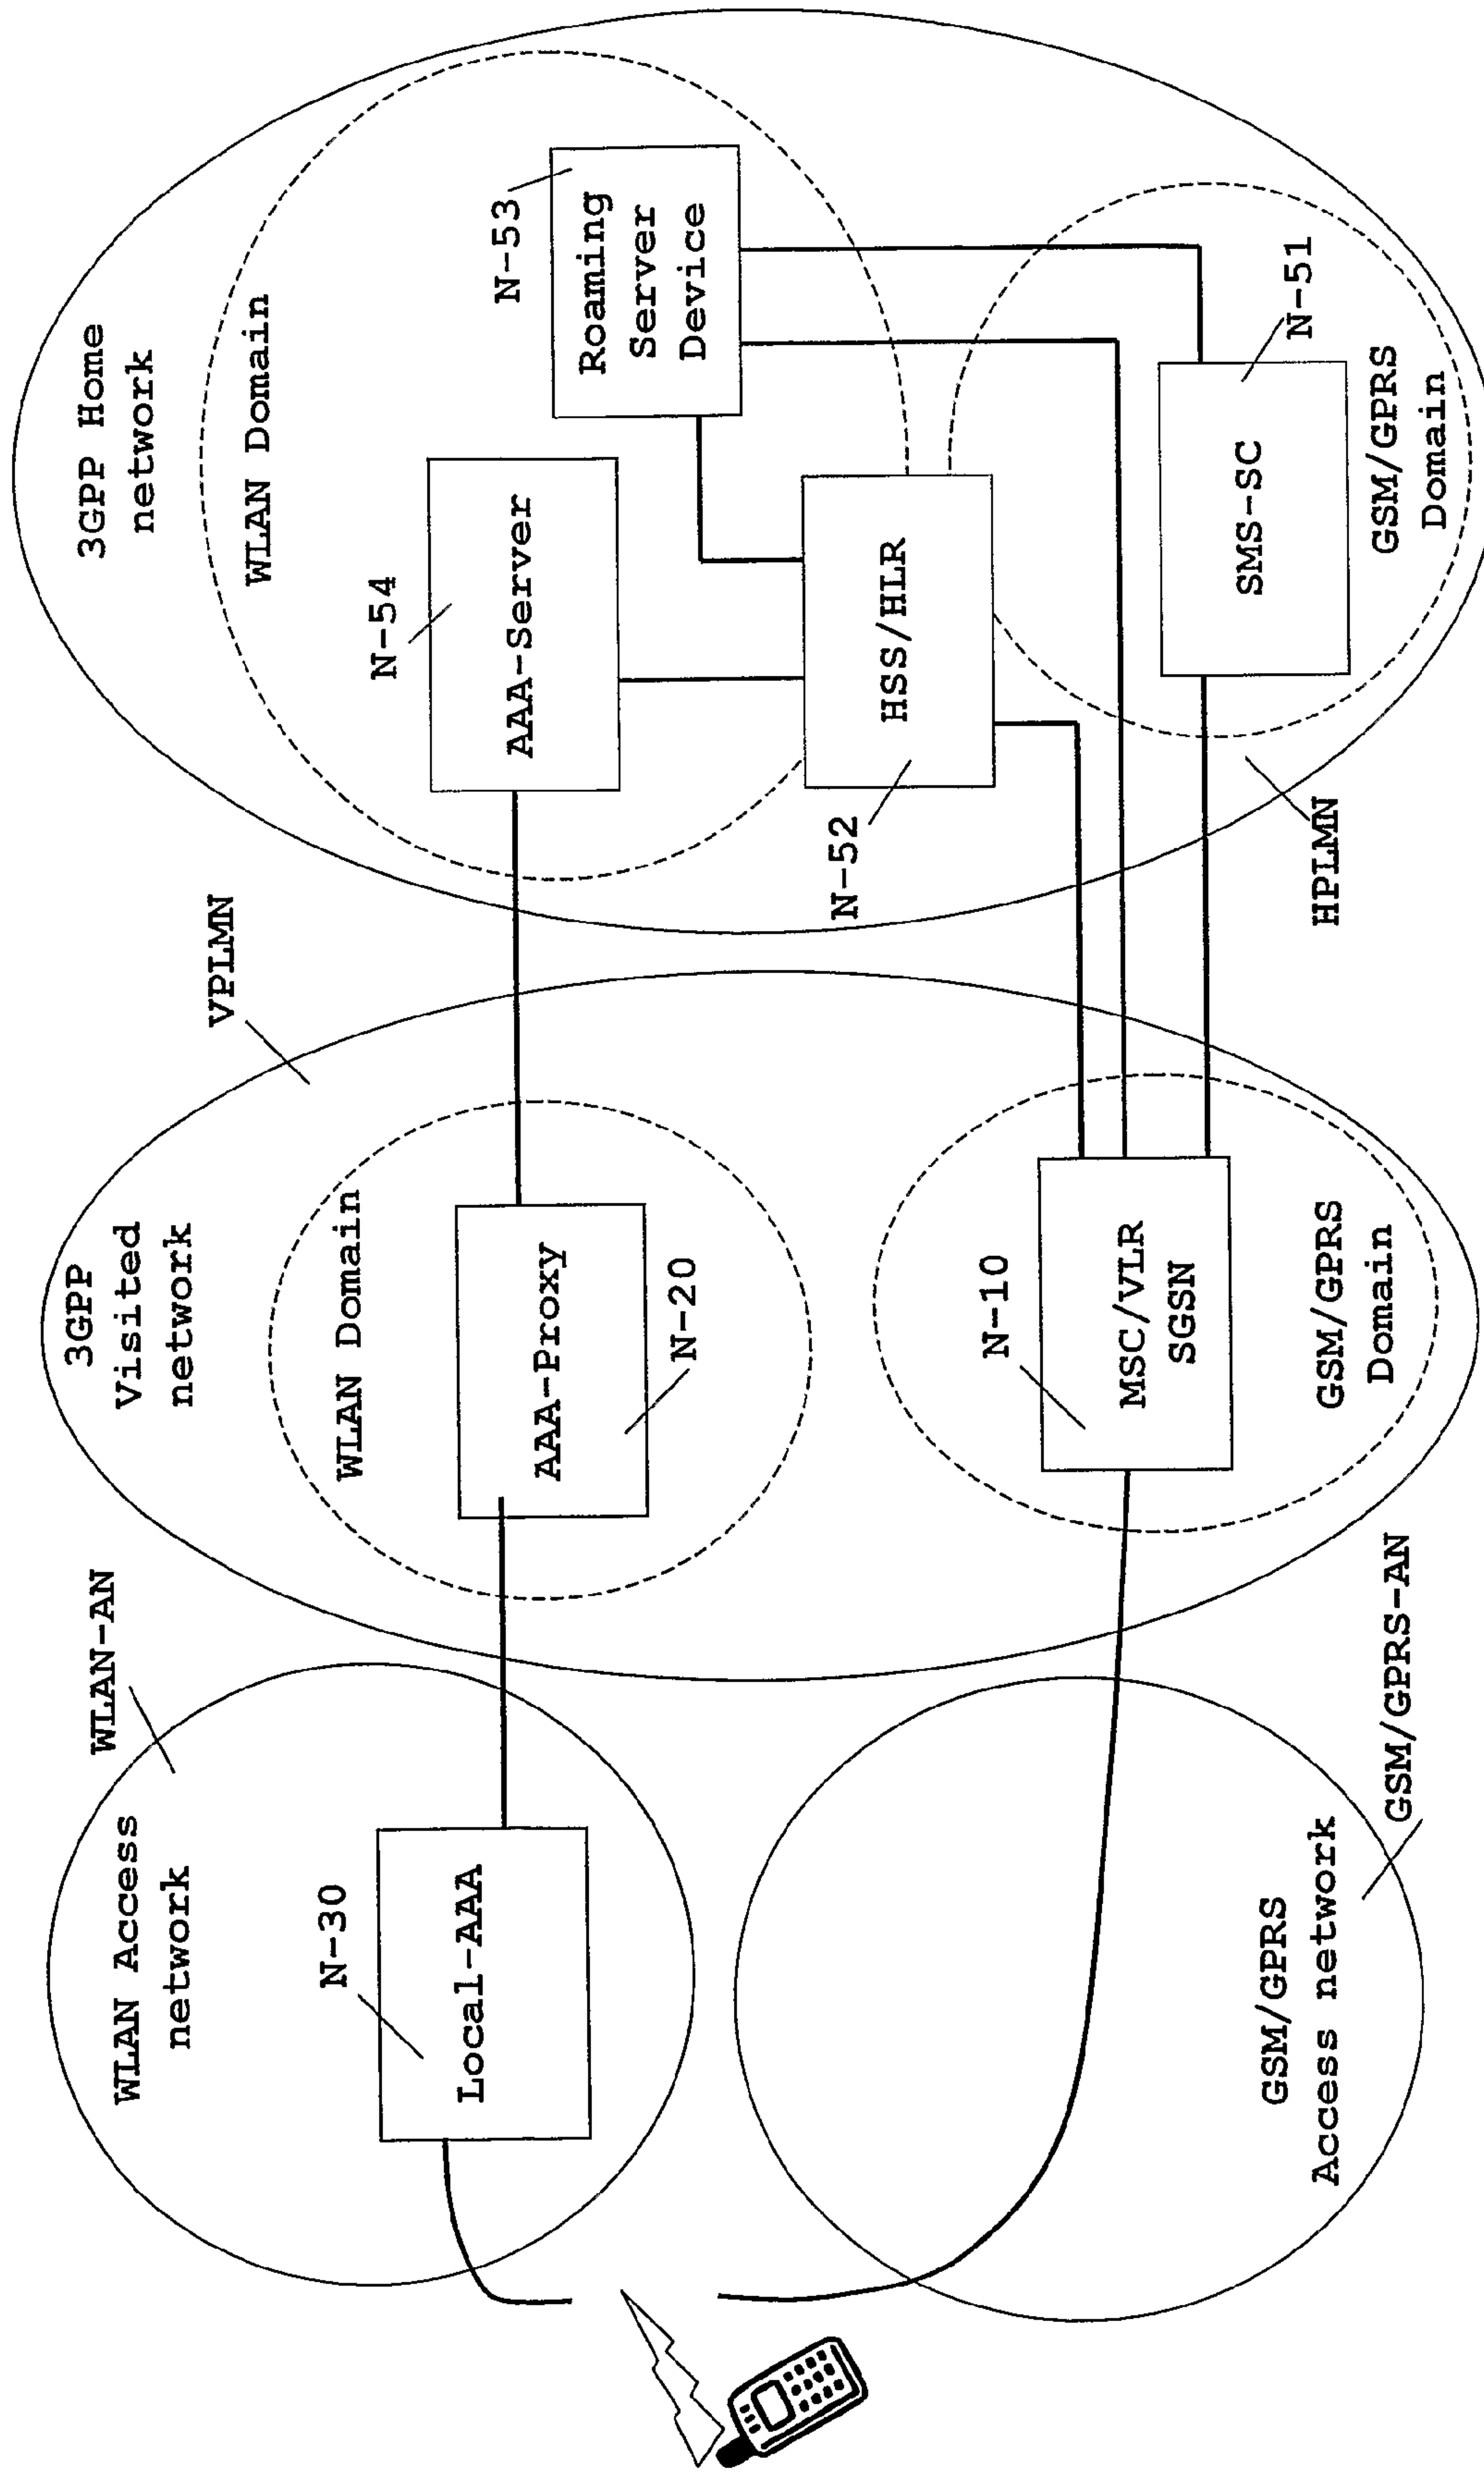 WLAN-AN
WLAN Access
network
N-30
Local-AAA
GSM/GPRS
Access network
GSM/GPRS-AN
VPLMN
3GPP
Visited
network
WLAN Domain
AAA-Proxy
N-20
N-10
MSC/VLR
SGSN
GSM/GPRS
Domain
3GPP Home
network
WLAN Domain
N-54
AAA-Server
N-53
Roaming
Server
Device
N-52
HSS/HLR
N-51
SMS-SC
GSM/GPRS
Domain
HPLMN